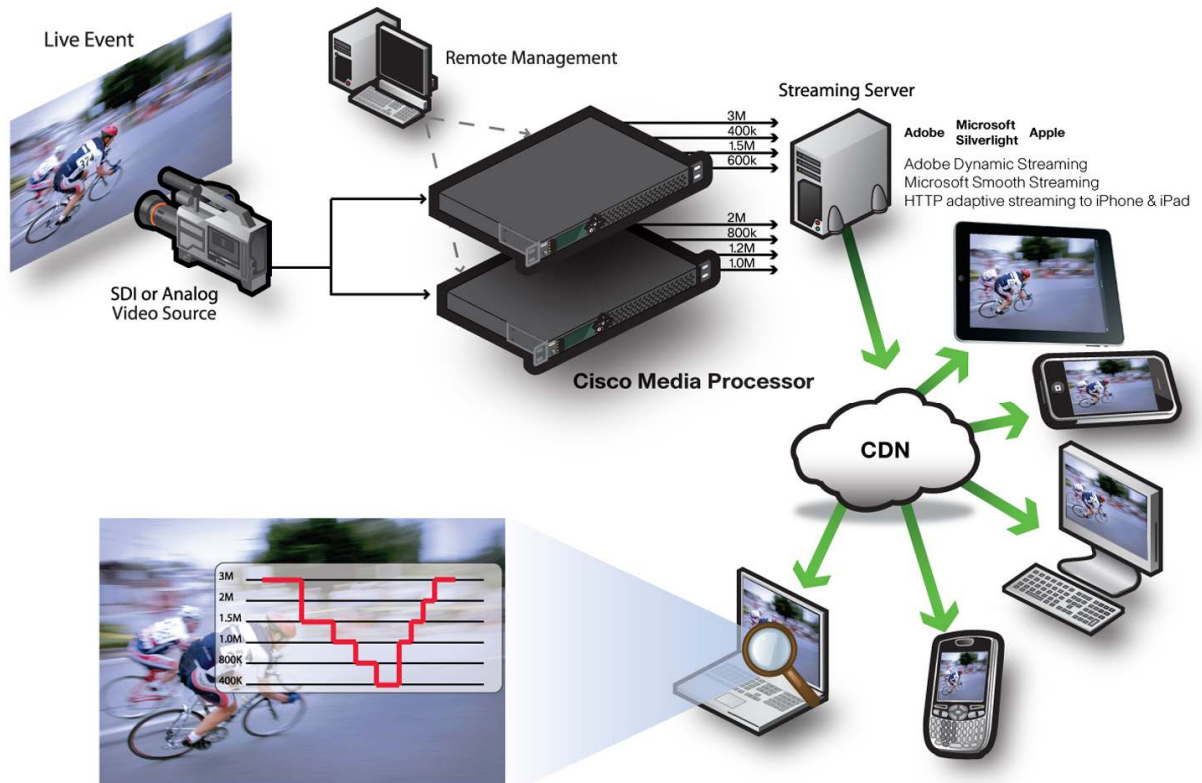 Live Event
Remote Management
SDI or Analog
Video Source
3M
400k
1.5M
600k
2M
800k
1.2M
1.0M
Streaming Server
Adobe
Microsoft
Silverlight
Apple
Adobe Dynamic Streaming
Microsoft Smooth Streaming
HTTP adaptive streaming to iPhone & iPad
Cisco Media Processor
CDN
3M
2M
1.5M
1.0M
800K
400K